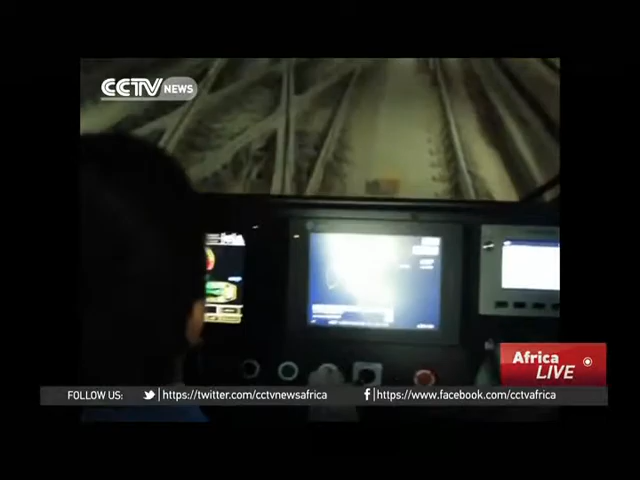 CCTV NEWS
Africa
LIVE
FOLLOW US: https://twitter.com/cctvnewsafrica https://www.facebook.com/cctvafrica